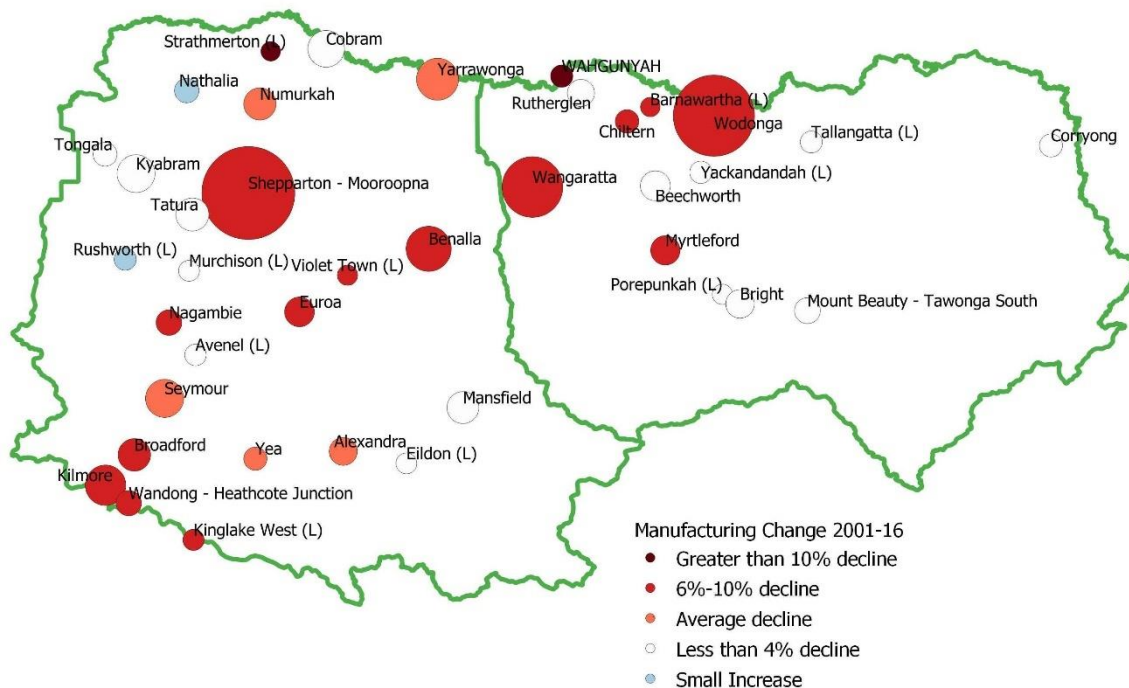 Strathmerton (L)
Cobram
Nathalia
Numurkah
Yarrawonga
WAHGUNYAH
Rutherglen
Barnawartha (L)
Chiltern
Wodonga
Tallangatta (L)
Corryong
Tongala
Kyabram
Shepparton - Mooroopna
Wangaratta
Yackandandah (L)
Beechworth
Tatura
Rushworth (L)
Murchison (L)
Violet Town (L)
Benalla
Myrtleford
Porepunkah (L)
Bright
Mount Beauty - Tawonga South
Nagambie
Euroa
Avenel (L)
Seymour
Mansfield
Broadford
Yea
Alexandra
Eildon (L)
Kilmore
Wandong - Heathcote Junction
Kinglake West (L)
Manufacturing Change 2001-16
Greater than 10% decline
6%-10% decline
Average decline
Less than 4% decline
Small Increase